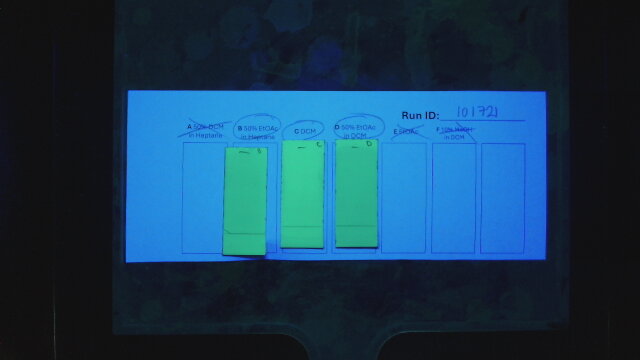 Run ID: 101721
A 50% DCM in Heptane
B 50% EtOAc in Heptane
C DCM
D 50% EtOAc in DCM
E EtOAc
F 10% MeOH in DCM
B
C
D